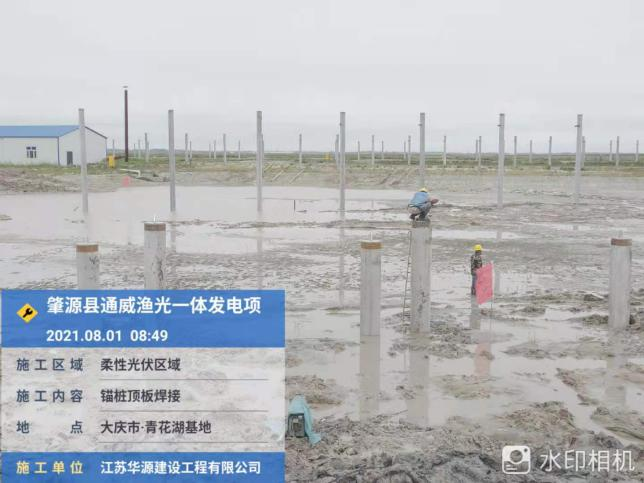 肇源县通威渔光一体发电项
2021.08.01 08:49
施工区域 柔性光伏区域
施工内容 锚桩顶板焊接
地点 大庆市·青花湖基地
施工单位 江苏华源建设工程有限公司
水印相机